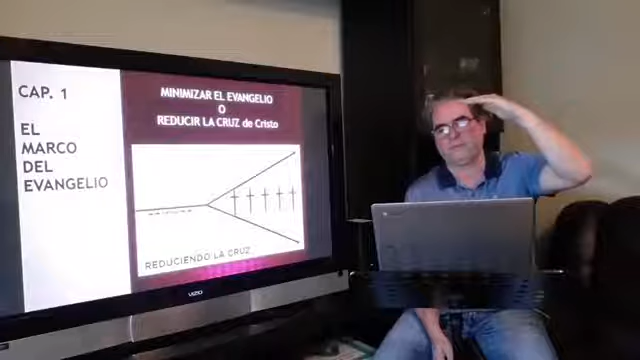 CAP. 1
EL
MARCO
DEL
EVANGELIO
MINIMIZAR EL EVANGELIO
O
REDUCIR LA CRUZ de Cristo
REDUCIENDO LA CRUZ
VIZIO